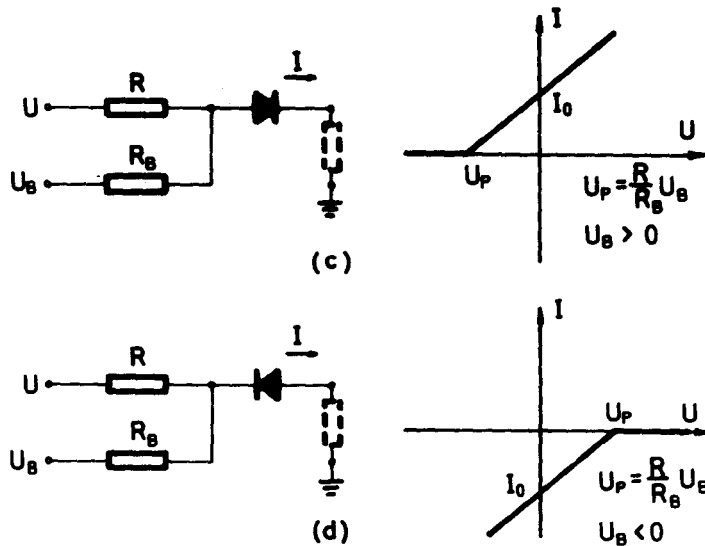 R
I
U
R_B
U_B
I
I_0
U
U_P
U_P = R/R_B U_B
U_B > 0
(c)
R
I
U
R_B
U_B
I
U_P
U
I_0
U_P = R/R_B U_B
U_B < 0
(d)